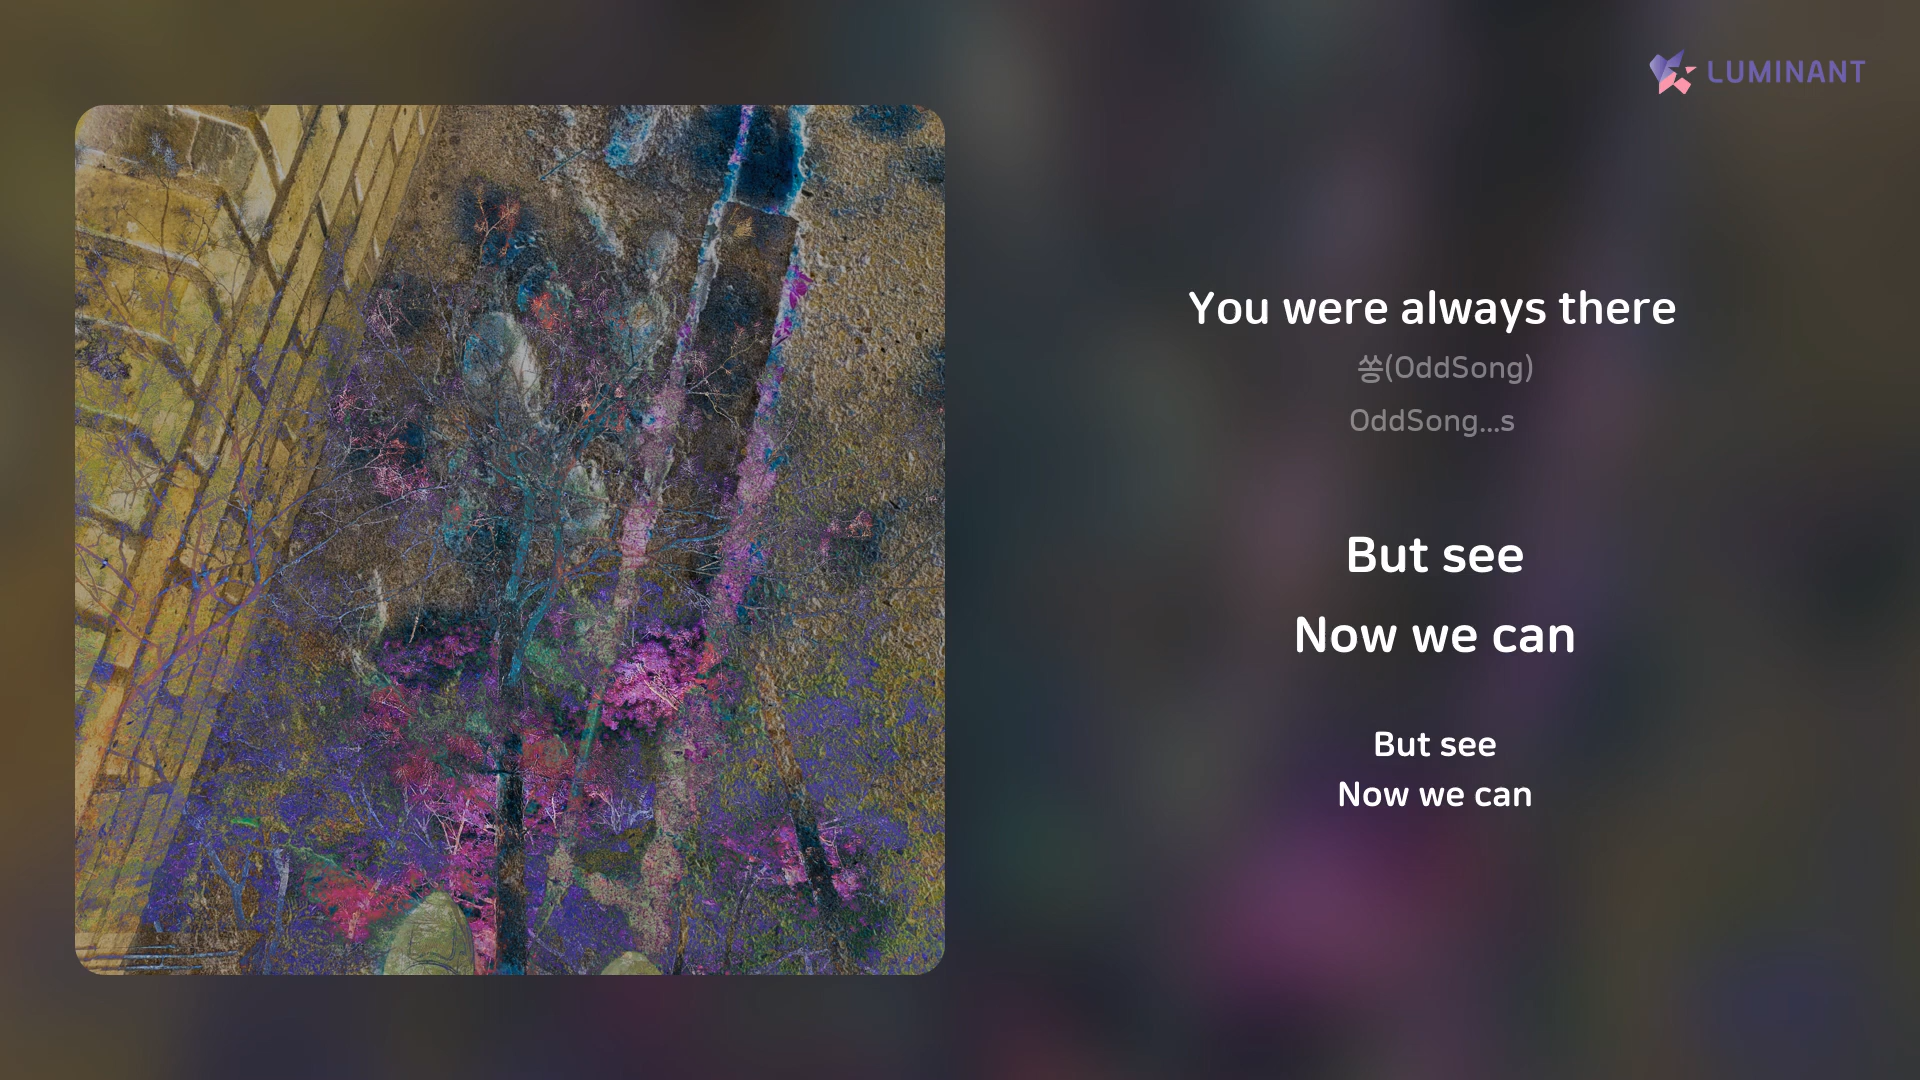 LUMINANT
You were always there
쏭(OddSong)
OddSong...s
But see
Now we can
But see
Now we can